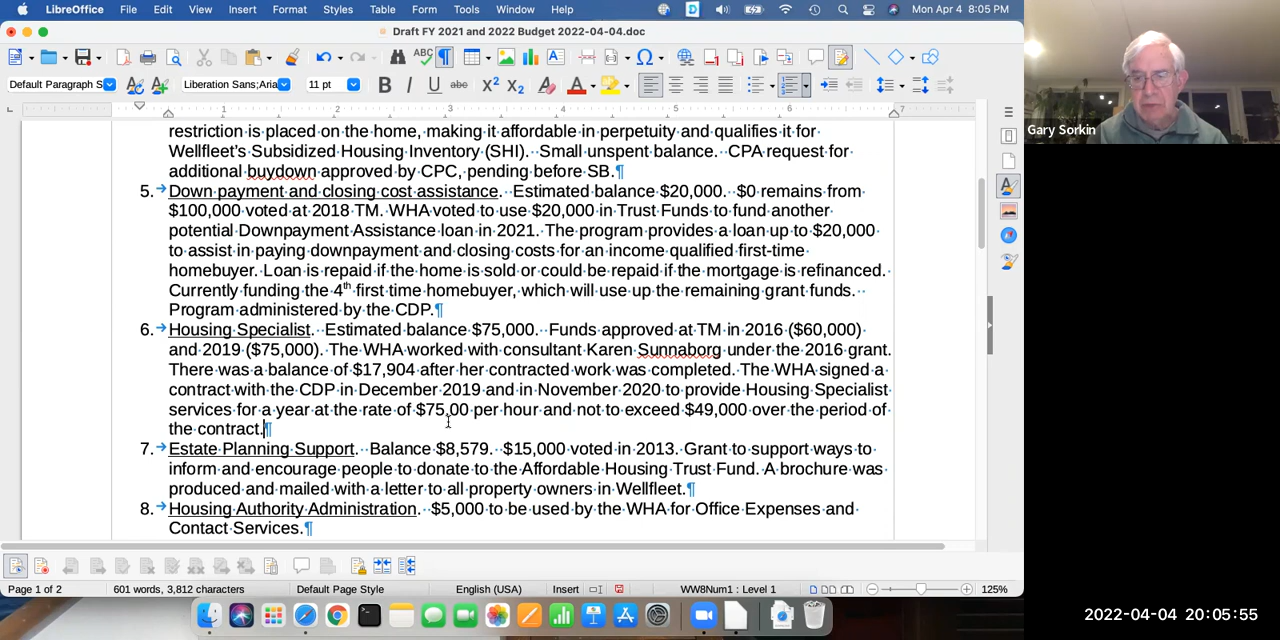 LibreOffice File Edit View Insert Format Styles Table Form Tools Window Help Mon Apr 4 8:05 PM
Draft FY 2021 and 2022 Budget 2022-04-04.doc
Default Paragraph S Liberation Sans;Aria 11 pt
1 2 3 4 5 6 7
restriction is placed on the home, making it affordable in perpetuity and qualifies it for
Wellfleet's Subsidized Housing Inventory (SHI). Small unspent balance. CPA request for
additional buydown approved by CPC, pending before SB.¶
5. Down payment and closing cost assistance. Estimated balance $20,000. $0 remains from
$100,000 voted at 2018 TM. WHA voted to use $20,000 in Trust Funds to fund another
potential Downpayment Assistance loan in 2021. The program provides a loan up to $20,000
to assist in paying downpayment and closing costs for an income qualified first-time
homebuyer. Loan is repaid if the home is sold or could be repaid if the mortgage is refinanced.
Currently funding the 4th first time homebuyer, which will use up the remaining grant funds.
Program administered by the CDP.¶
6. Housing Specialist. Estimated balance $75,000. Funds approved at TM in 2016 ($60,000)
and 2019 ($75,000). The WHA worked with consultant Karen Sunnaborg under the 2016 grant.
There was a balance of $17,904 after her contracted work was completed. The WHA signed a
contract with the CDP in December 2019 and in November 2020 to provide Housing Specialist
services for a year at the rate of $75.00 per hour and not to exceed $49,000 over the period of
the contract.¶
7. Estate Planning Support. Balance $8,579. $15,000 voted in 2013. Grant to support ways to
inform and encourage people to donate to the Affordable Housing Trust Fund. A brochure was
produced and mailed with a letter to all property owners in Wellfleet.¶
8. Housing Authority Administration. $5,000 to be used by the WHA for Office Expenses and
Contact Services.¶
Page 1 of 2 601 words, 3,812 characters Default Page Style English (USA) Insert WW8Num1 : Level 1 125%
Gary Sorkin
2022-04-04 20:05:55